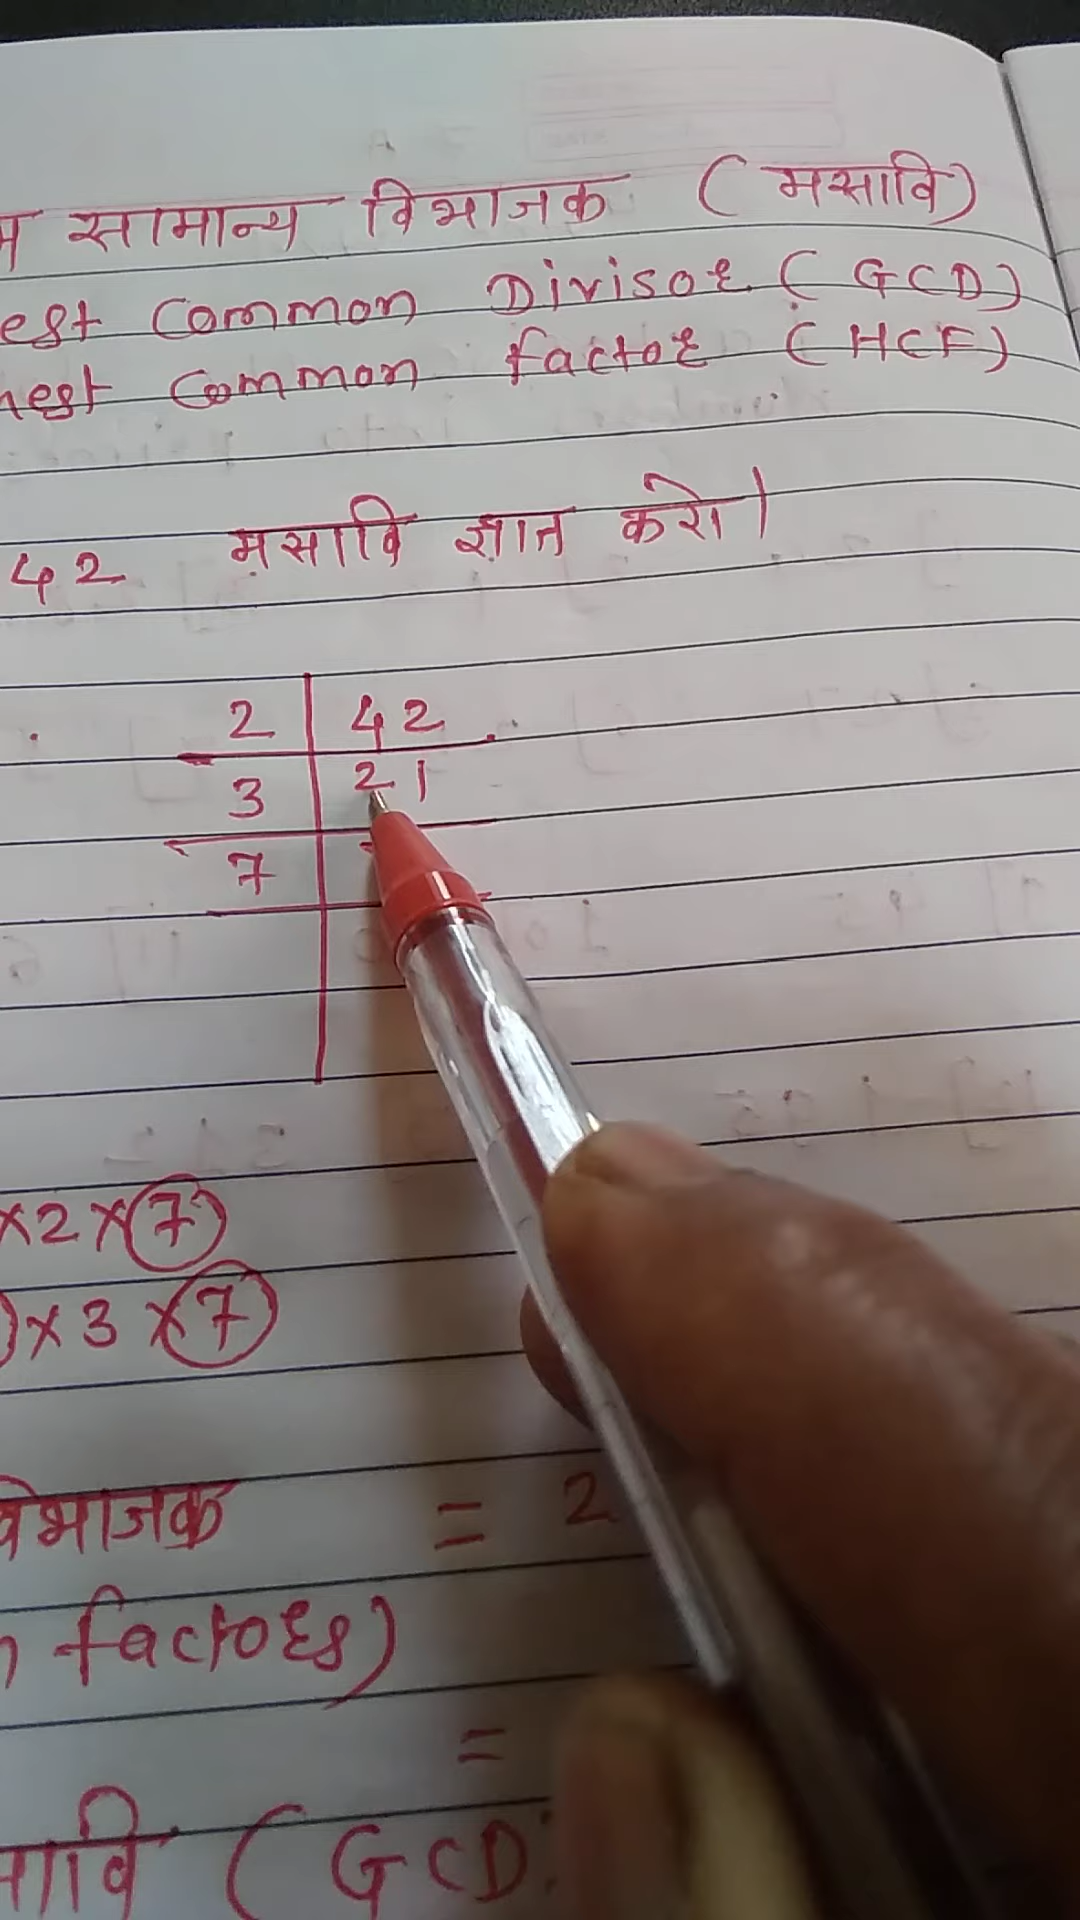 सामान्य विभाजक (मसावि)
est Common Divisor (GCD)
hest Common factor (HCF)
42 मसावि ज्ञात करो।
2 | 42
3 | 21
7 |
×2×7
)×3×7
विभाजक = 2
factors)
=
सावि (GCD